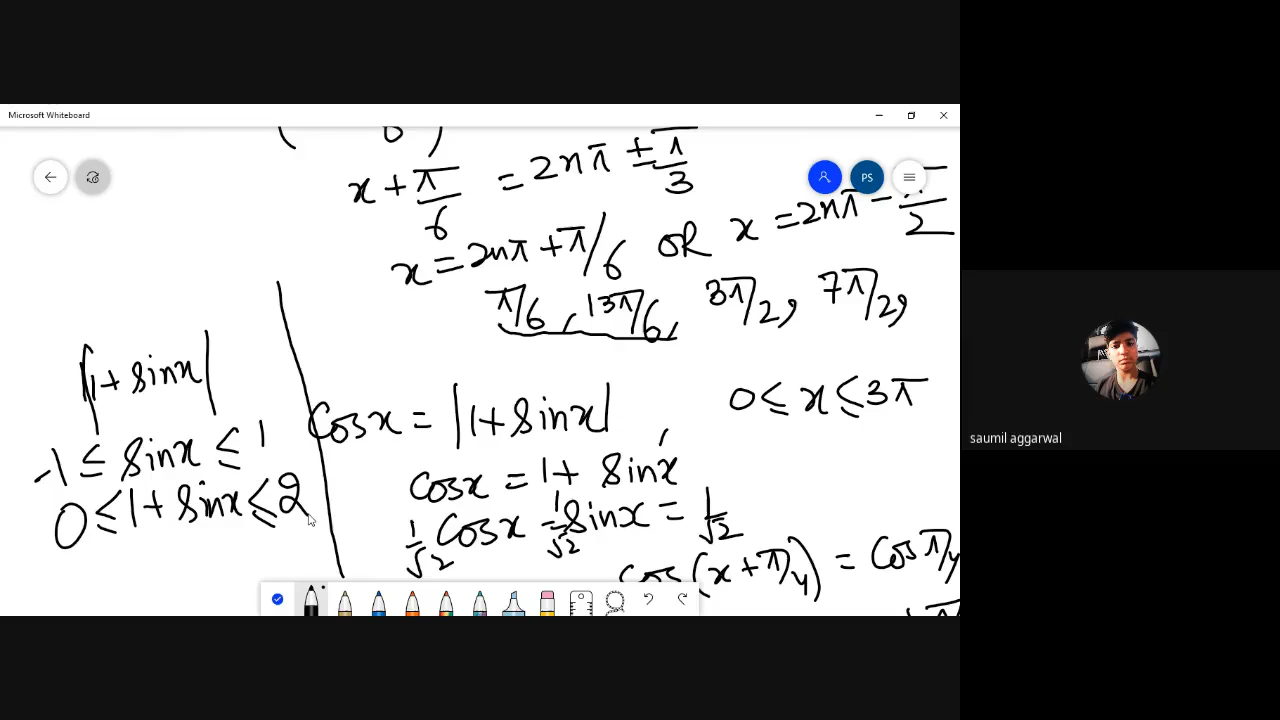 Microsoft Whiteboard
x + π/6 = 2nπ ± π/3
PS
x = 2nπ + π/6 OR x = 2nπ - π/2
π/6, 13π/6, 3π/2, 7π/2,
|1 + sinx|
0 ≤ x ≤ 3π
cosx = |1 + sinx|
-1 ≤ sinx ≤ 1
cosx = 1 + sinx
0 ≤ 1 + sinx ≤ 2
1/√2 cosx - 1/√2 sinx = 1/√2
cos(x + π/4) = cos π/4
saumil aggarwal